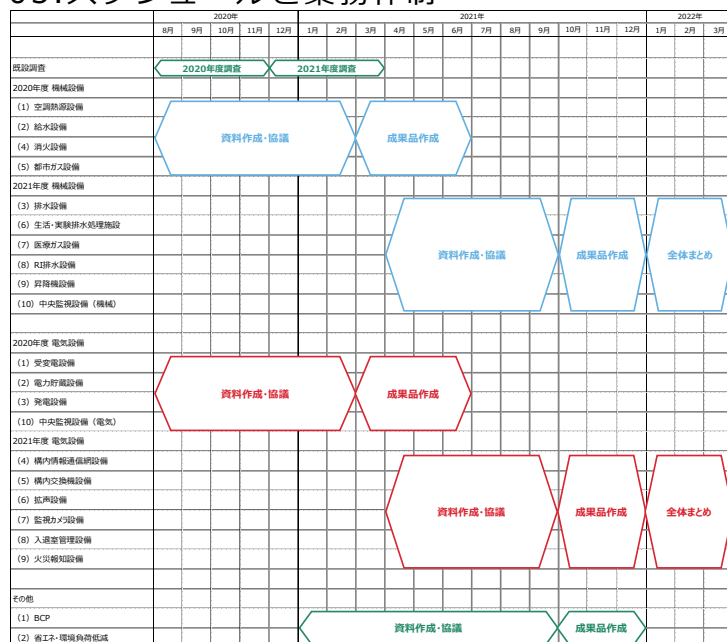 03.スケジュールと業務体制
2020年 2021年 2022年
8月 9月 10月 11月 12月 1月 2月 3月 4月 5月 6月 7月 8月 9月 10月 11月 12月 1月 2月 3月
既設調査 2020年度調査 2021年度調査
2020年度 機械設備
(1) 空調熱源設備
(2) 給水設備
資料作成・協議 成果品作成
(4) 消火設備
(5) 都市ガス設備
2021年度 機械設備
(3) 排水設備
(6) 生活・実験排水処理施設
(7) 医療ガス設備
資料作成・協議 成果品作成 全体まとめ
(8) RI排水設備
(9) 昇降機設備
(10) 中央監視設備 (機械)
2020年度 電気設備
(1) 受変電設備
(2) 電力貯蔵設備
資料作成・協議 成果品作成
(3) 発電設備
(10) 中央監視設備 (電気)
2021年度 電気設備
(4) 構内情報通信網設備
(5) 構内交換機設備
(6) 拡声設備
資料作成・協議 成果品作成 全体まとめ
(7) 監視カメラ設備
(8) 入退室管理設備
(9) 火災報知設備
その他
(1) BCP
資料作成・協議 成果品作成
(2) 省エネ・環境負荷低減